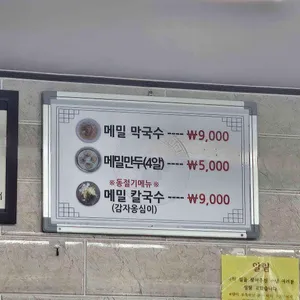 메밀 막국수 ---- ₩9,000
메밀만두(4알) ---- ₩5,000
※동절기메뉴※
메밀 칼국수 ---- ₩9,000
(감자옹심이)
알림